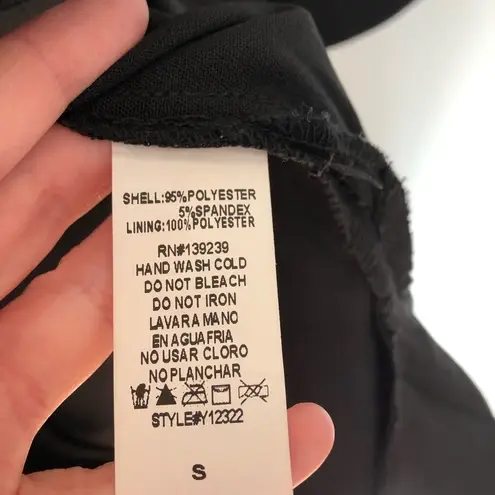 SHELL:95%POLYESTER
5%SPANDEX
LINING:100%POLYESTER
RN#139239
HAND WASH COLD
DO NOT BLEACH
DO NOT IRON
LAVAR A MANO
EN AGUA FRIA
NO USAR CLORO
NO PLANCHAR
STYLE#Y12322
S